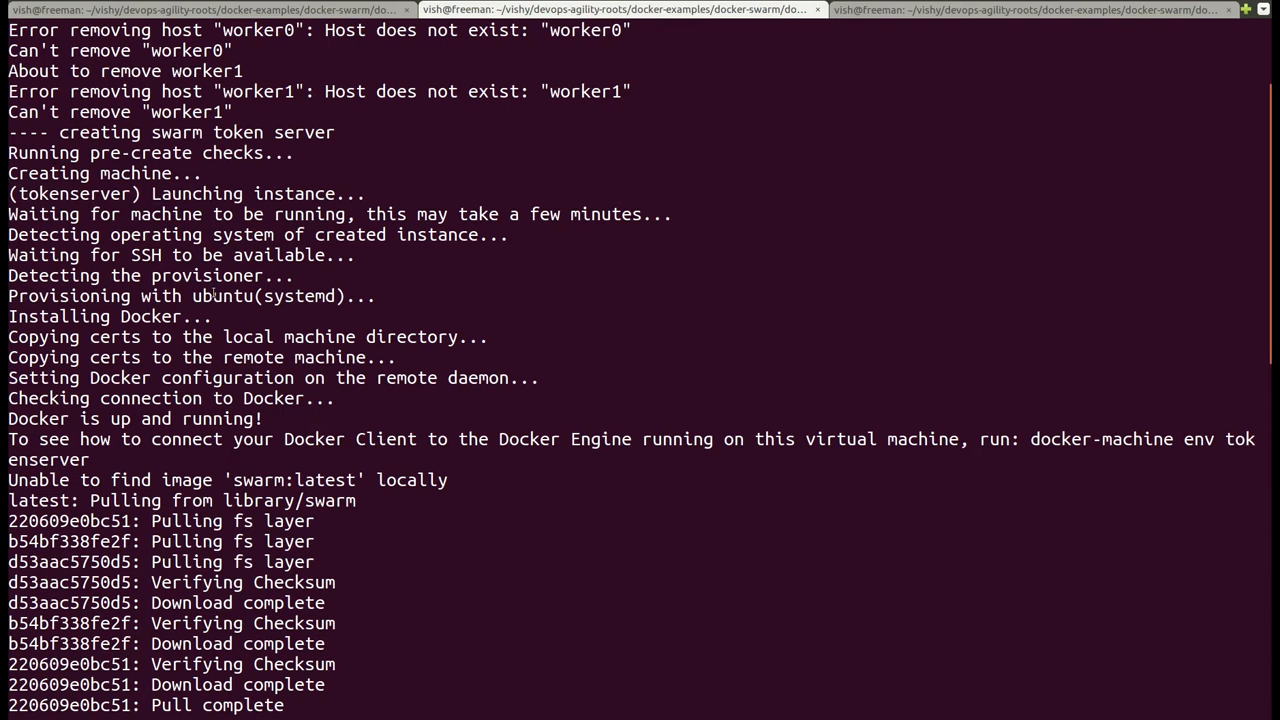 vish@freeman: ~/vishy/devops-agility-roots/docker-examples/docker-swarm/do... × vish@freeman: ~/vishy/devops-agility-roots/docker-examples/docker-swarm/do... × vish@freeman: ~/vishy/devops-agility-roots/docker-examples/docker-swarm/do... ×
Error removing host "worker0": Host does not exist: "worker0"
Can't remove "worker0"
About to remove worker1
Error removing host "worker1": Host does not exist: "worker1"
Can't remove "worker1"
---- creating swarm token server
Running pre-create checks...
Creating machine...
(tokenserver) Launching instance...
Waiting for machine to be running, this may take a few minutes...
Detecting operating system of created instance...
Waiting for SSH to be available...
Detecting the provisioner...
Provisioning with ubuntu(systemd)...
Installing Docker...
Copying certs to the local machine directory...
Copying certs to the remote machine...
Setting Docker configuration on the remote daemon...
Checking connection to Docker...
Docker is up and running!
To see how to connect your Docker Client to the Docker Engine running on this virtual machine, run: docker-machine env tok
enserver
Unable to find image 'swarm:latest' locally
latest: Pulling from library/swarm
220609e0bc51: Pulling fs layer
b54bf338fe2f: Pulling fs layer
d53aac5750d5: Pulling fs layer
d53aac5750d5: Verifying Checksum
d53aac5750d5: Download complete
b54bf338fe2f: Verifying Checksum
b54bf338fe2f: Download complete
220609e0bc51: Verifying Checksum
220609e0bc51: Download complete
220609e0bc51: Pull complete